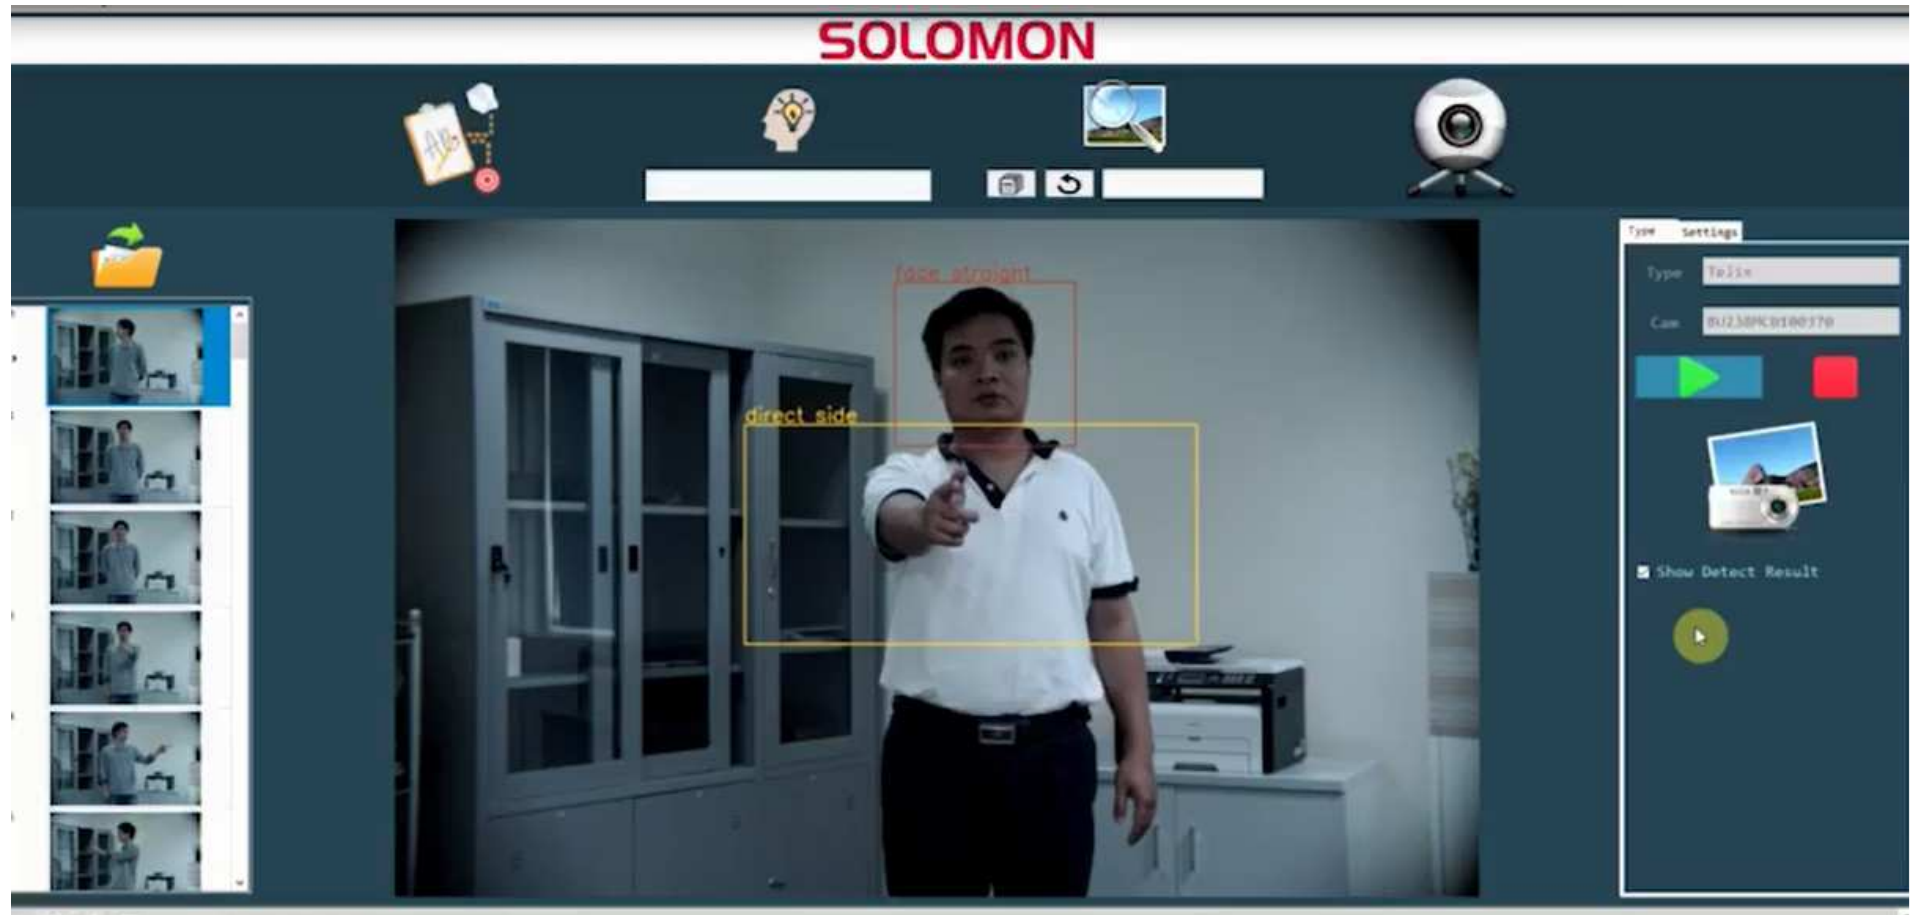 SOLOMON
Type Settings
face straight
Type
Cam
direct side
Show Detect Result